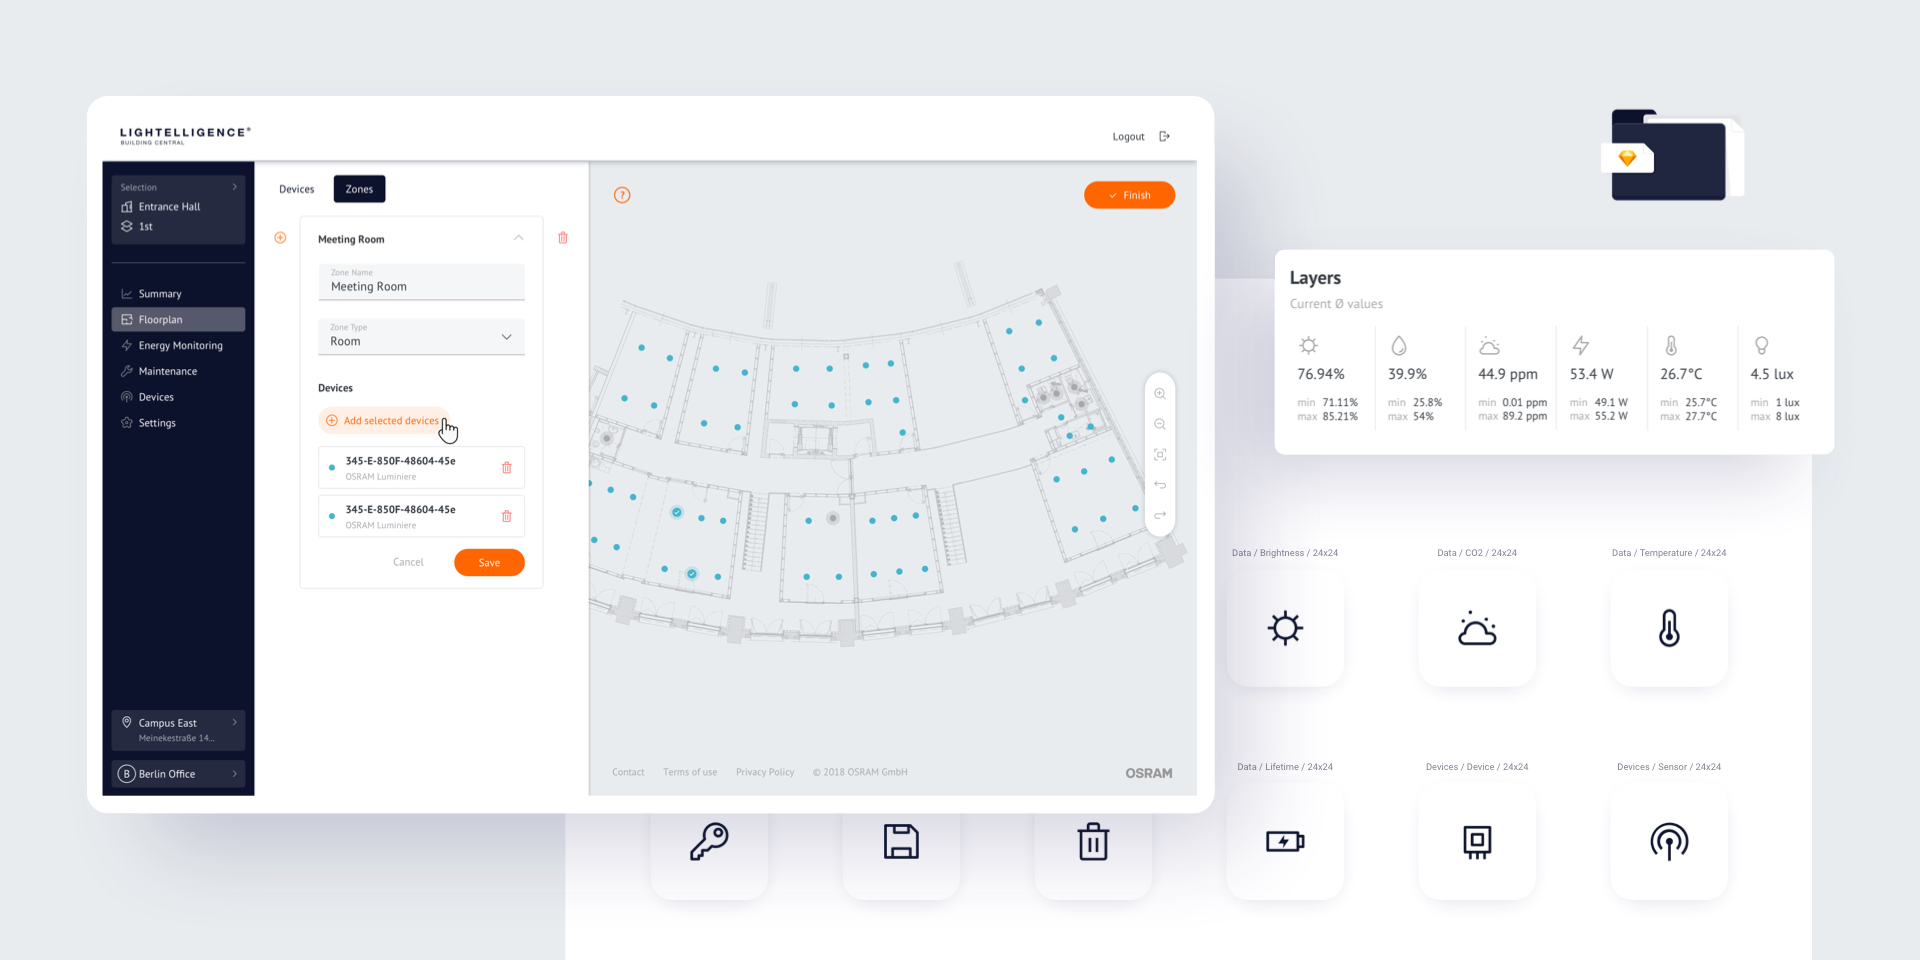 LIGHTELLIGENCE®
BUILDING CENTRAL
Logout
Selection
Entrance Hall
1st
Summary
Floorplan
Energy Monitoring
Maintenance
Devices
Settings
Campus East
Meinekestraße 14...
B Berlin Office
Devices Zones
Meeting Room
Zone Name
Meeting Room
Zone Type
Room
Devices
Add selected devices
345-E-850F-48604-45e
OSRAM Luminiere
345-E-850F-48604-45e
OSRAM Luminiere
Cancel Save
? Finish
Contact Terms of use Privacy Policy © 2018 OSRAM GmbH OSRAM
Layers
Current Ø values
76.94% 39.9% 44.9 ppm 53.4 W 26.7°C 4.5 lux
min 71.11% min 25.8% min 0.01 ppm min 49.1 W min 25.7°C min 1 lux
max 85.21% max 54% max 89.2 ppm max 55.2 W max 27.7°C max 8 lux
Data / Brightness / 24x24 Data / CO2 / 24x24 Data / Temperature / 24x24
Data / Lifetime / 24x24 Devices / Device / 24x24 Devices / Sensor / 24x24